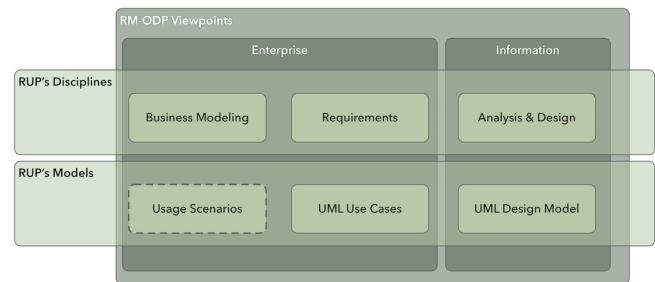 RM-ODP Viewpoints
Enterprise
Information
RUP's Disciplines
Business Modeling
Requirements
Analysis & Design
RUP's Models
Usage Scenarios
UML Use Cases
UML Design Model